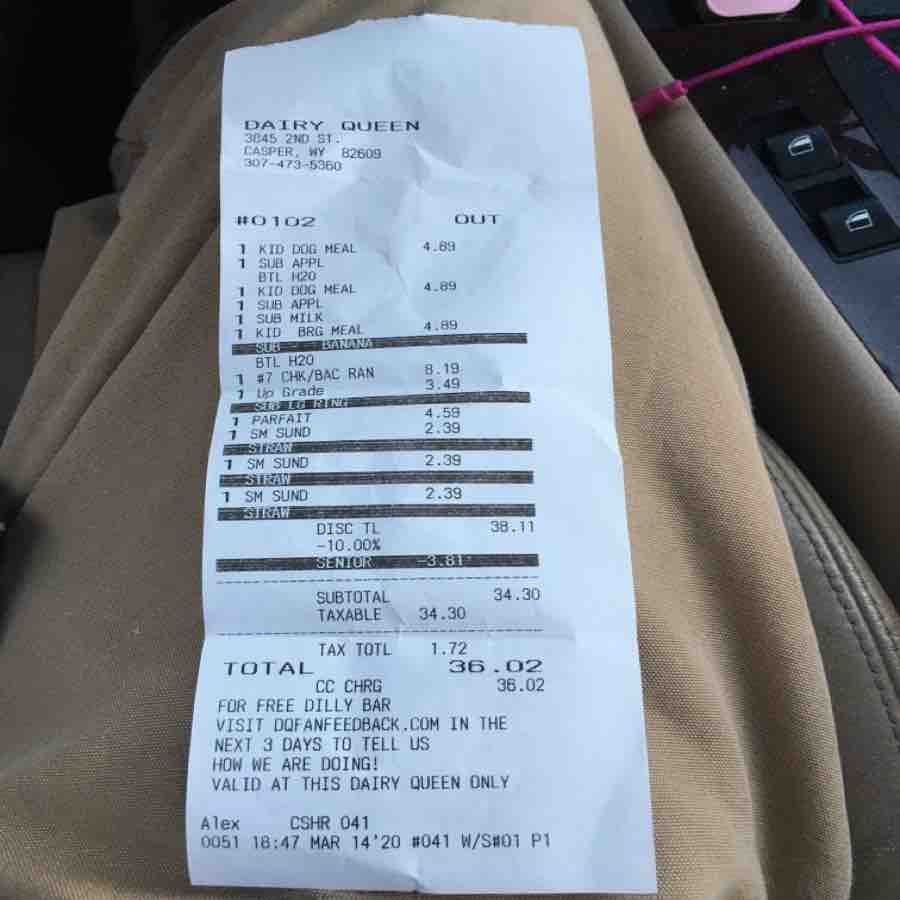 DAIRY QUEEN
3845 2ND ST.
CASPER, WY 82609
307-473-5360
#0102 OUT
1 KID DOG MEAL 4.89
1 SUB APPL
BTL H20
1 KID DOG MEAL 4.89
1 SUB APPL
1 SUB MILK
1 KID BRG MEAL 4.89
SUB BANANA
BTL H20
1 #7 CHK/BAC RAN 8.19
1 Up Grade 3.49
SUB LG RING
1 PARFAIT 4.59
1 SM SUND 2.39
STRAW
1 SM SUND 2.39
STRAW
1 SM SUND 2.39
STRAW
DISC TL 38.11
-10.00%
SENIOR -3.81
SUBTOTAL 34.30
TAXABLE 34.30
TAX TOTL 1.72
TOTAL 36.02
CC CHRG 36.02
FOR FREE DILLY BAR
VISIT DQFANFEEDBACK.COM IN THE
NEXT 3 DAYS TO TELL US
HOW WE ARE DOING!
VALID AT THIS DAIRY QUEEN ONLY
Alex CSHR 041
0051 18:47 MAR 14'20 #041 W/S#01 P1